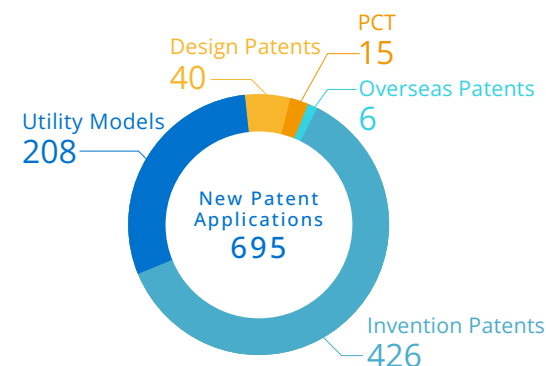 PCT
15
Design Patents
40
Overseas Patents
6
Utility Models
208
New Patent
Applications
695
Invention Patents
426